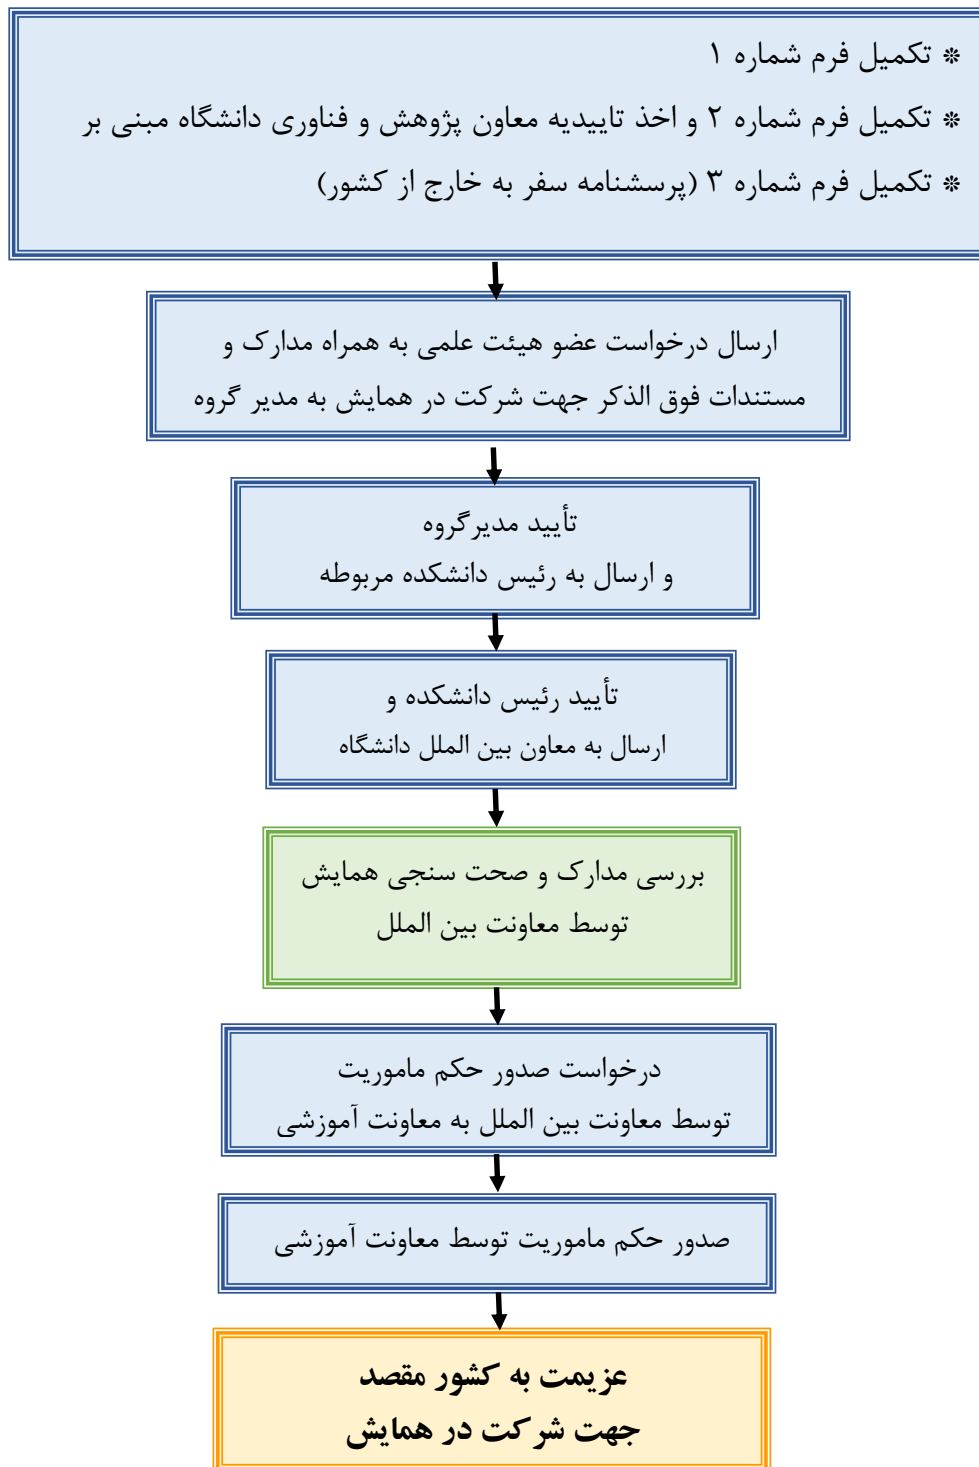 ❊ تکمیل فرم شماره ۱
❊ تکمیل فرم شماره ۲ و اخذ تاییدیه معاون پژوهش و فناوری دانشگاه مبنی بر
❊ تکمیل فرم شماره ۳ (پرسشنامه سفر به خارج از کشور)
ارسال درخواست عضو هیئت علمی به همراه مدارک و
مستندات فوق الذکر جهت شرکت در همایش به مدیر گروه
تأیید مدیرگروه
و ارسال به رئیس دانشکده مربوطه
تأیید رئیس دانشکده و
ارسال به معاون بین الملل دانشگاه
بررسی مدارک و صحت سنجی همایش
توسط معاونت بین الملل
درخواست صدور حکم ماموریت
توسط معاونت بین الملل به معاونت آموزشی
صدور حکم ماموریت توسط معاونت آموزشی
عزیمت به کشور مقصد
جهت شرکت در همایش